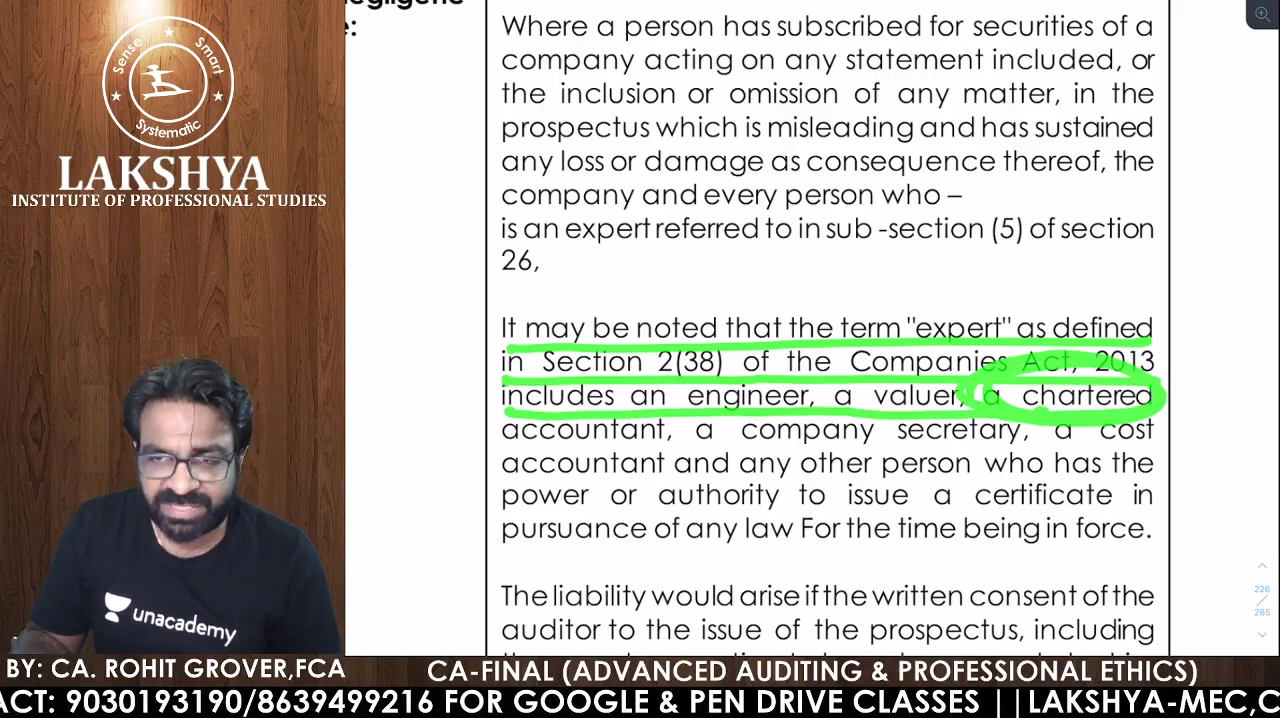 egligenc
e:
Where a person has subscribed for securities of a
company acting on any statement included, or
the inclusion or omission of any matter, in the
prospectus which is misleading and has sustained
any loss or damage as consequence thereof, the
company and every person who –
is an expert referred to in sub -section (5) of section
26,
It may be noted that the term "expert" as defined
in Section 2(38) of the Companies Act, 2013
includes an engineer, a valuer, a chartered
accountant, a company secretary, a cost
accountant and any other person who has the
power or authority to issue a certificate in
pursuance of any law For the time being in force.
The liability would arise if the written consent of the
auditor to the issue of the prospectus, including
Sense
Smart
Systematic
LAKSHYA
INSTITUTE OF PROFESSIONAL STUDIES
unacademy
226
/
285
BY: CA. ROHIT GROVER,FCA
CA-FINAL (ADVANCED AUDITING & PROFESSIONAL ETHICS)
ACT: 9030193190/8639499216 FOR GOOGLE & PEN DRIVE CLASSES ||LAKSHYA-MEC,C